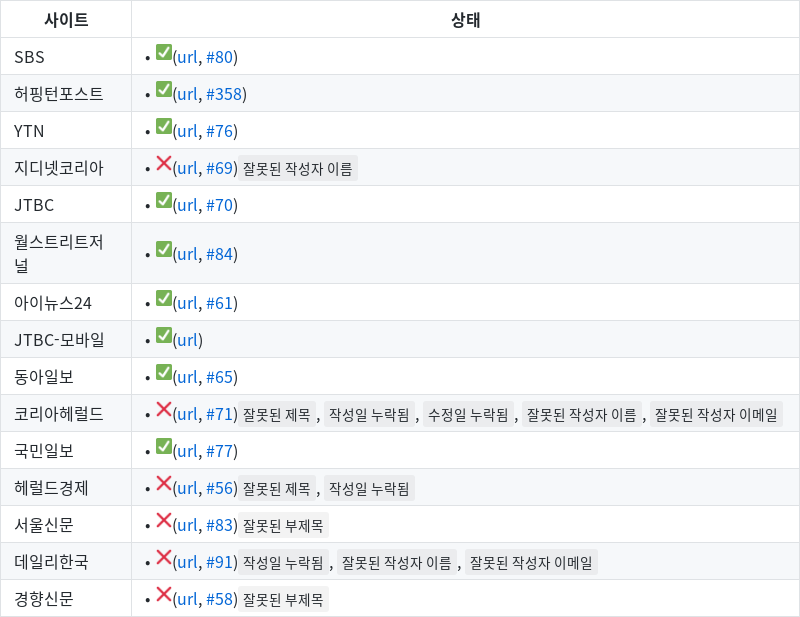 사이트 상태
SBS • ✅(url, #80)
허핑턴포스트 • ✅(url, #358)
YTN • ✅(url, #76)
지디넷코리아 • ❌(url, #69) 잘못된 작성자 이름
JTBC • ✅(url, #70)
월스트리트저
널 • ✅(url, #84)
아이뉴스24 • ✅(url, #61)
JTBC-모바일 • ✅(url)
동아일보 • ✅(url, #65)
코리아헤럴드 • ❌(url, #71) 잘못된 제목 , 작성일 누락됨 , 수정일 누락됨 , 잘못된 작성자 이름 , 잘못된 작성자 이메일
국민일보 • ✅(url, #77)
헤럴드경제 • ❌(url, #56) 잘못된 제목 , 작성일 누락됨
서울신문 • ❌(url, #83) 잘못된 부제목
데일리한국 • ❌(url, #91) 작성일 누락됨 , 잘못된 작성자 이름 , 잘못된 작성자 이메일
경향신문 • ❌(url, #58) 잘못된 부제목